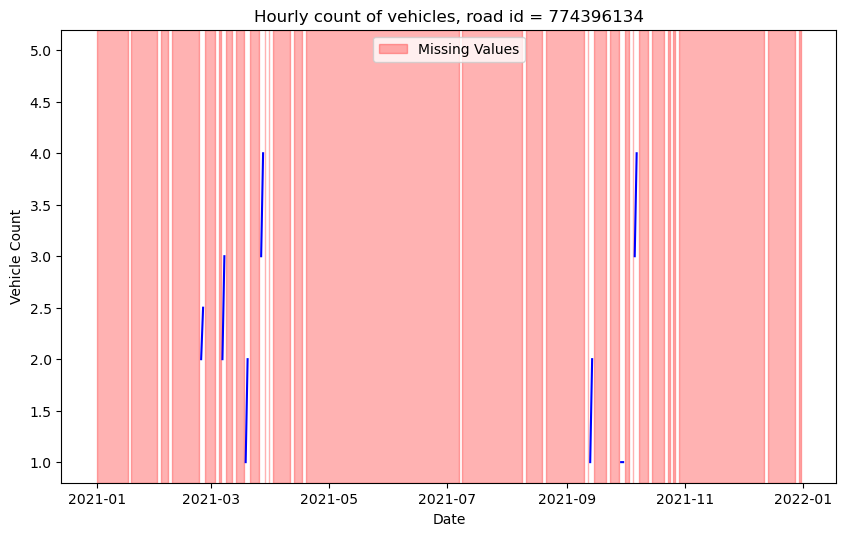 Hourly count of vehicles, road id = 774396134
Missing Values
Vehicle Count
5.0
4.5
4.0
3.5
3.0
2.5
2.0
1.5
1.0
2021-01 2021-03 2021-05 2021-07 2021-09 2021-11 2022-01
Date